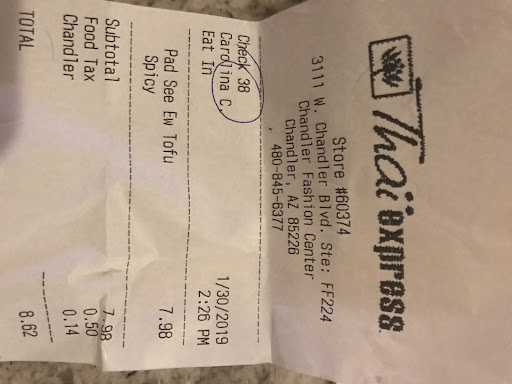 Thai express
Store #60374
3111 W. Chandler Blvd. Ste: FF224
Chandler Fashion Center
Chandler, AZ 85226
480-845-6377
Check 38
Carolina C. 1/30/2019
Eat In 2:26 PM
Pad See Ew Tofu 7.98
Spicy
Subtotal 7.98
Food Tax 0.50
Chandler 0.14
TOTAL 8.62